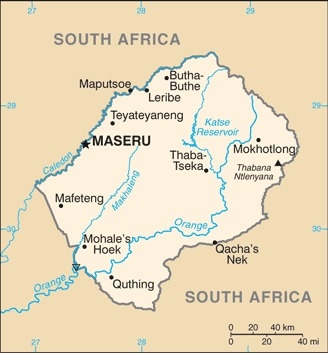 27
28
29
SOUTH AFRICA
Butha-
Buthe
Maputsoe
Leribe
29
29
Teyateyaneng
Katse
Reservoir
MASERU
Mokhotlong
Caledon
Thaba-
Tseka
Thabana
Ntlenyana
Makhaleng
Mafeteng
Orange
30
30
Mohale's
Hoek
Qacha's
Nek
Orange
Quthing
SOUTH AFRICA
0 20 40 km
0 20 40 mi
27
28